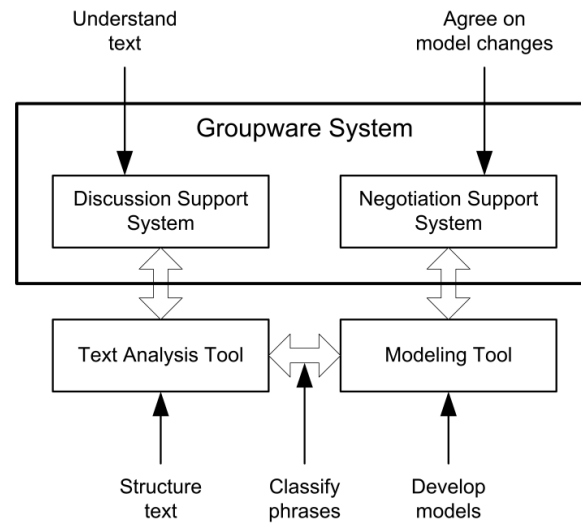 Understand
text
Agree on
model changes
Groupware System
Discussion Support
System
Negotiation Support
System
Text Analysis Tool
Modeling Tool
Structure
text
Classify
phrases
Develop
models